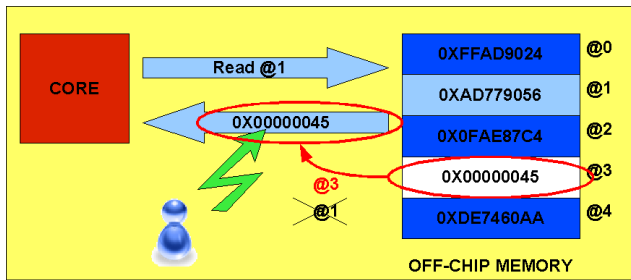 0XFFAD9024 @0
CORE
Read @1
0XAD779056 @1
0X00000045
0X0FAE87C4 @2
@3
0X00000045 @3
@1
0XDE7460AA @4
OFF-CHIP MEMORY